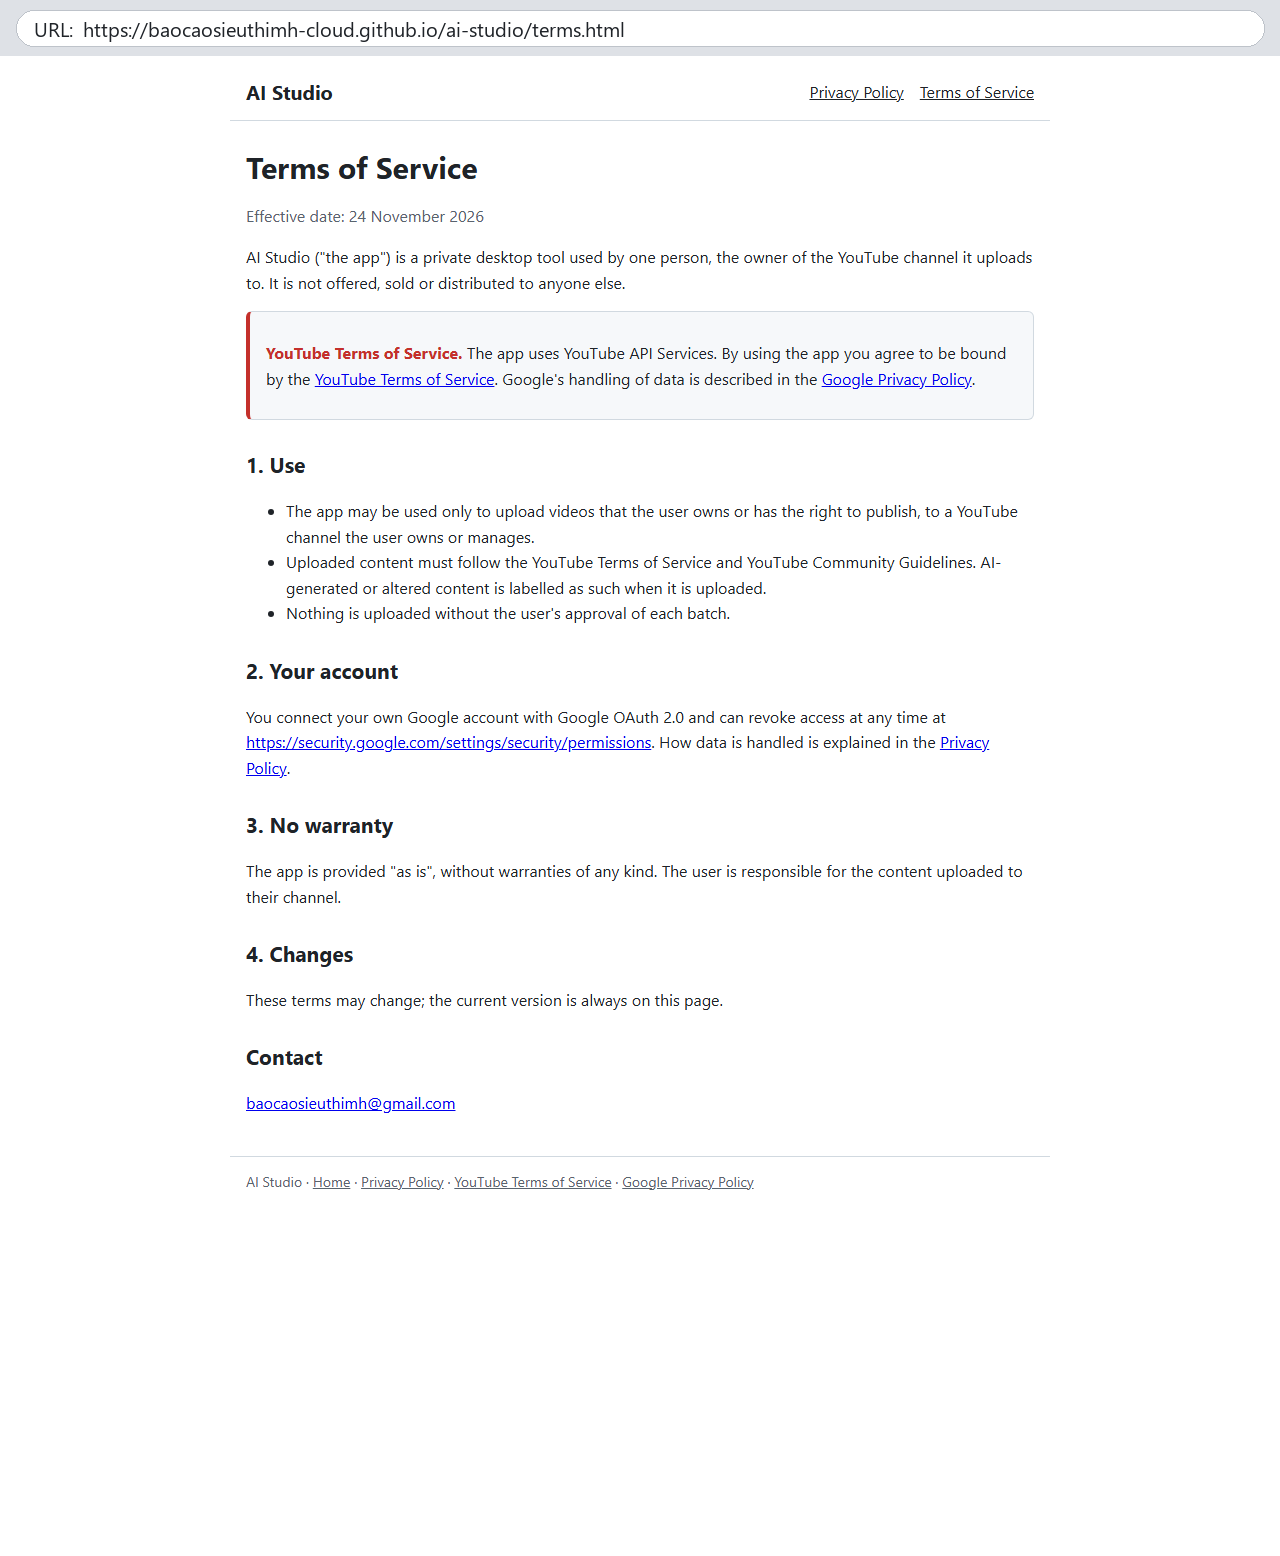 URL: https://baocaosieuthimh-cloud.github.io/ai-studio/terms.html
AI Studio
Privacy Policy Terms of Service
Terms of Service
Effective date: 24 November 2026
AI Studio ("the app") is a private desktop tool used by one person, the owner of the YouTube channel it uploads
to. It is not offered, sold or distributed to anyone else.
YouTube Terms of Service. The app uses YouTube API Services. By using the app you agree to be bound
by the YouTube Terms of Service. Google's handling of data is described in the Google Privacy Policy.
1. Use
• The app may be used only to upload videos that the user owns or has the right to publish, to a YouTube
channel the user owns or manages.
• Uploaded content must follow the YouTube Terms of Service and YouTube Community Guidelines. AI-
generated or altered content is labelled as such when it is uploaded.
• Nothing is uploaded without the user's approval of each batch.
2. Your account
You connect your own Google account with Google OAuth 2.0 and can revoke access at any time at
https://security.google.com/settings/security/permissions. How data is handled is explained in the Privacy
Policy.
3. No warranty
The app is provided "as is", without warranties of any kind. The user is responsible for the content uploaded to
their channel.
4. Changes
These terms may change; the current version is always on this page.
Contact
baocaosieuthimh@gmail.com
AI Studio · Home · Privacy Policy · YouTube Terms of Service · Google Privacy Policy